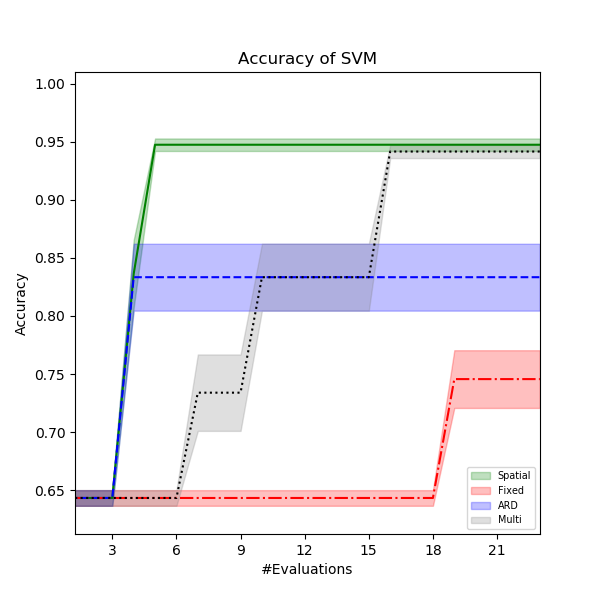 Accuracy of SVM
1.00
0.95
0.90
0.85
0.80
0.75
0.70
0.65
Accuracy
Spatial
Fixed
ARD
Multi
3 6 9 12 15 18 21
#Evaluations